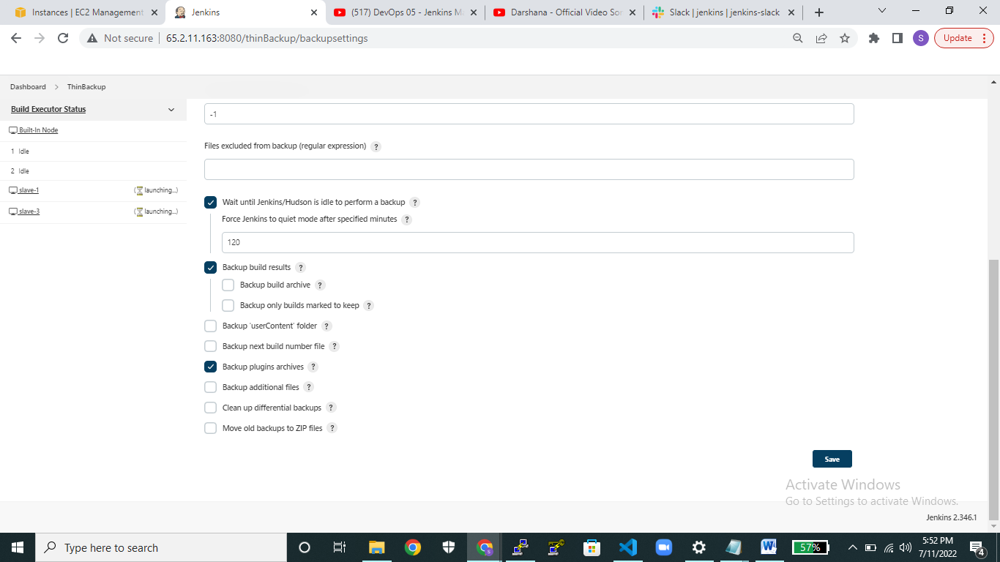 Instances | EC2 Management
Jenkins
(517) DevOps 05 - Jenkins Ma
Darshana - Official Video Son
Slack | jenkins | jenkins-slack
Not secure
65.2.11.163:8080/thinBackup/backupsettings
S
Update
Dashboard
ThinBackup
Build Executor Status
Built-In Node
1 Idle
2 Idle
slave-1
(launching...)
slave-3
(launching...)
-1
Files excluded from backup (regular expression) ?
Wait until Jenkins/Hudson is idle to perform a backup ?
Force Jenkins to quiet mode after specified minutes ?
120
Backup build results ?
Backup build archive ?
Backup only builds marked to keep ?
Backup 'userContent' folder ?
Backup next build number file ?
Backup plugins archives ?
Backup additional files ?
Clean up differential backups ?
Move old backups to ZIP files ?
Save
Activate Windows
Go to Settings to activate Windows.
Jenkins 2.346.1
Type here to search
57%
5:52 PM
7/11/2022
4